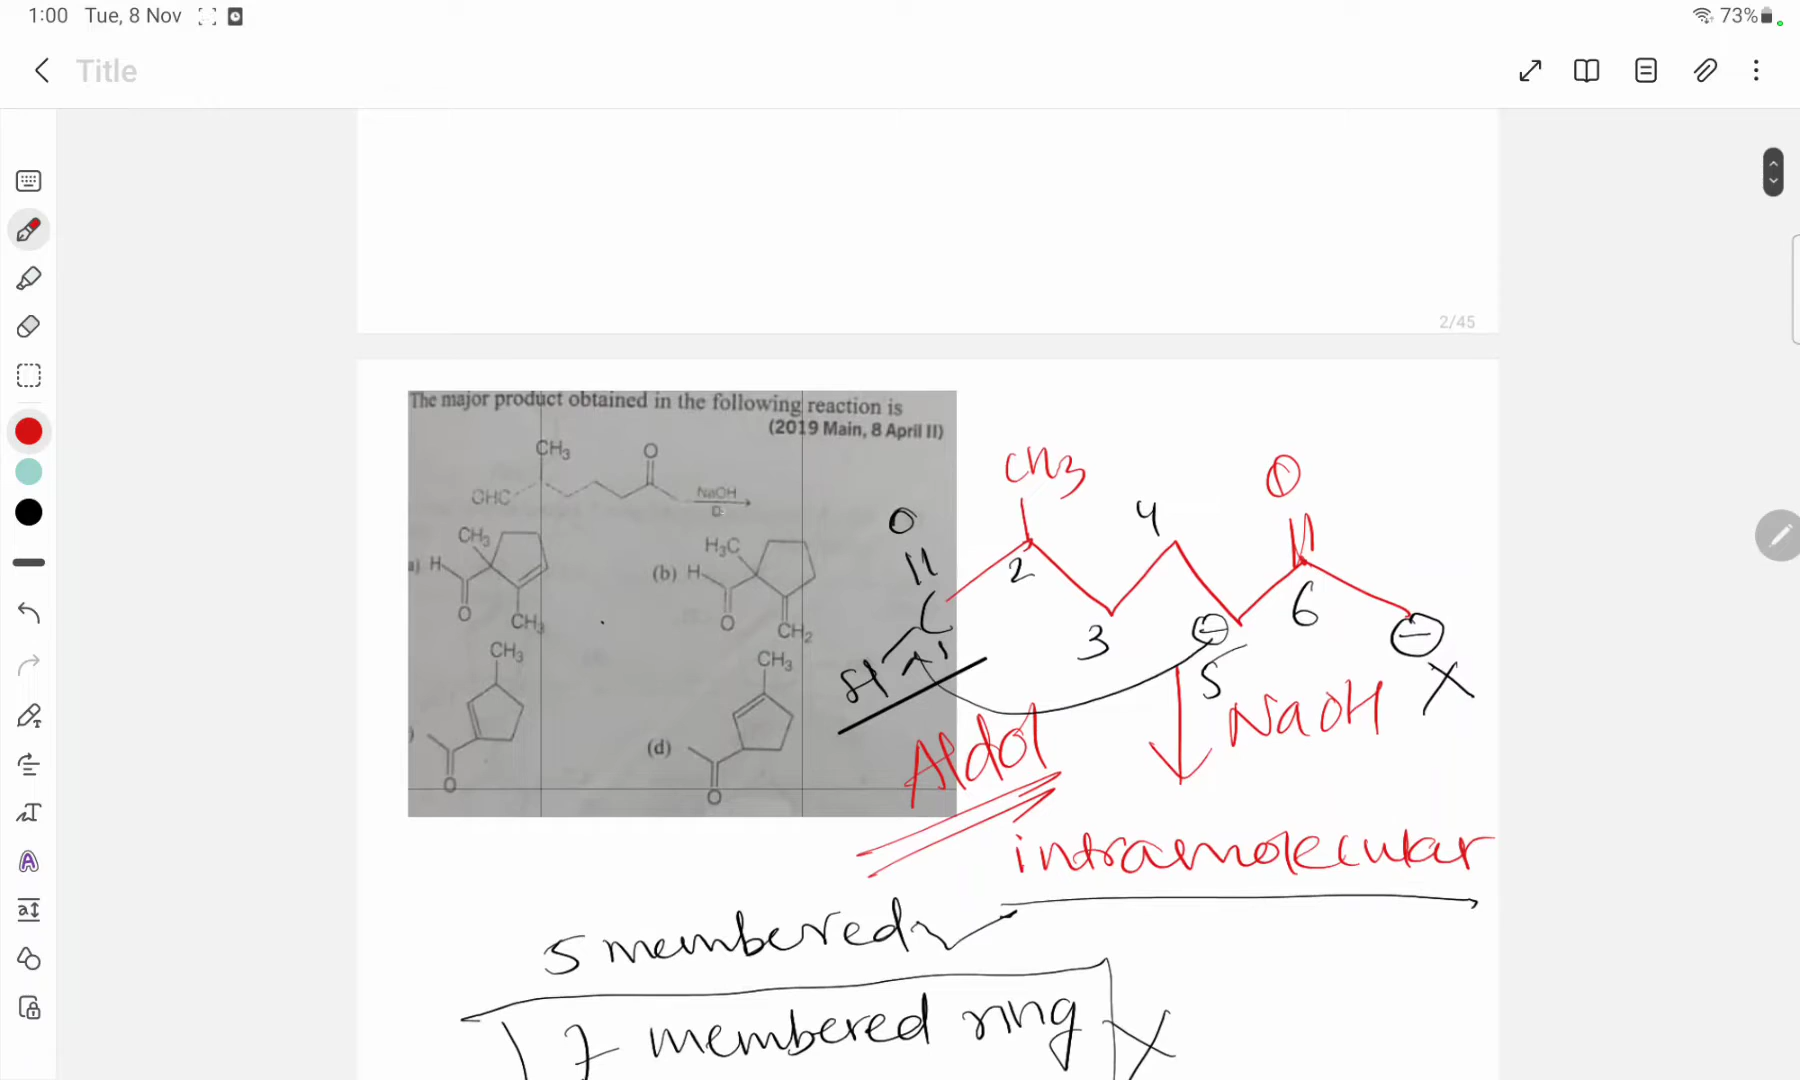 1:00 Tue, 8 Nov
73%
Title
2/45
The major product obtained in the following reaction is
(2019 Main, 8 April II)
CH3
O
OHC
NaOH
CH3
a) H
O
CH3
H3C
(b) H
O
CH2
CH3
)
O
CH3
(d)
O
CH3
O
O
C
H
1
2
3
4
5
6
X
NaOH
Aldol
intramolecular
5 membered
7 membered ring X